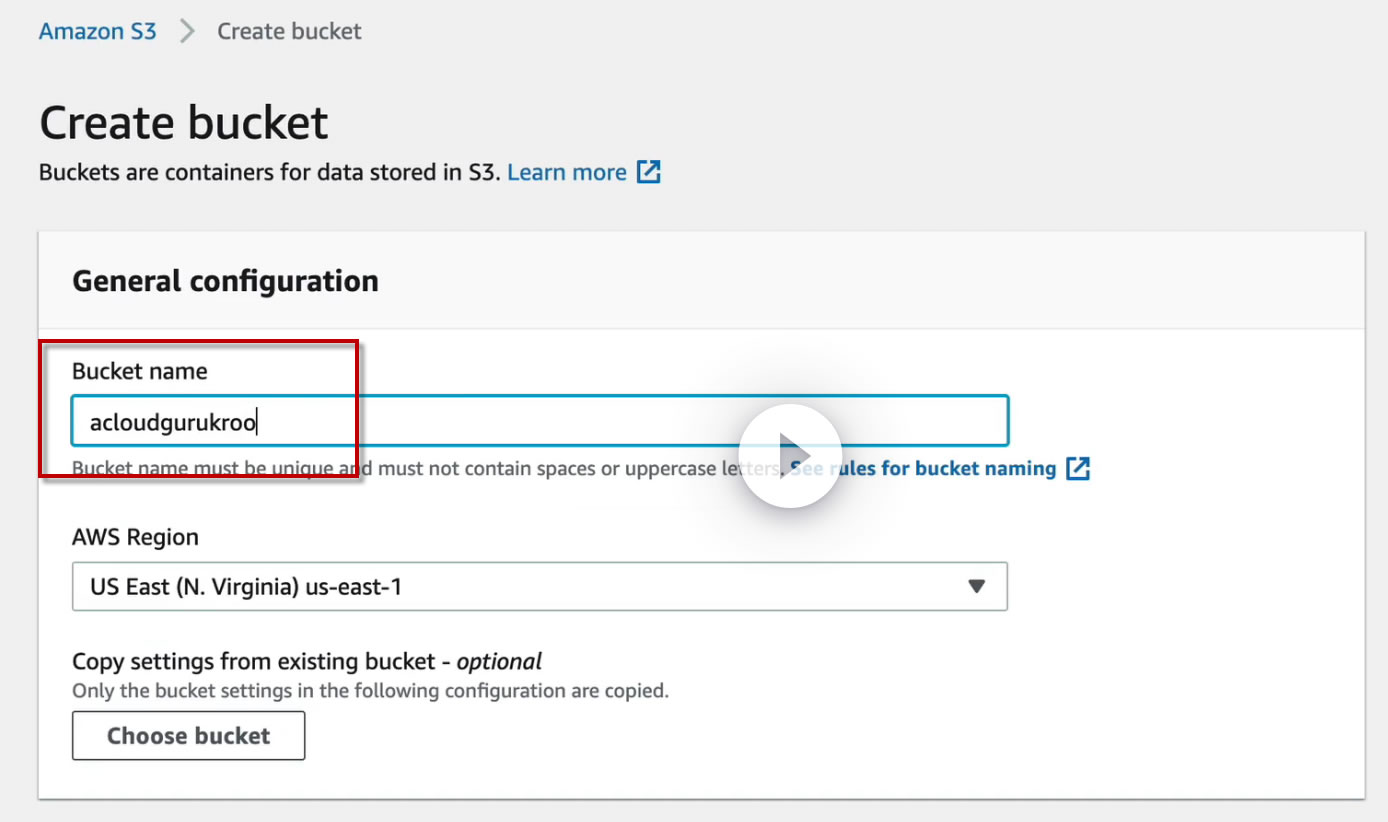 Amazon S3 > Create bucket
Create bucket
Buckets are containers for data stored in S3. Learn more
General configuration
Bucket name
acloudgurukroo
Bucket name must be unique and must not contain spaces or uppercase letters. See rules for bucket naming
AWS Region
US East (N. Virginia) us-east-1
Copy settings from existing bucket - optional
Only the bucket settings in the following configuration are copied.
Choose bucket